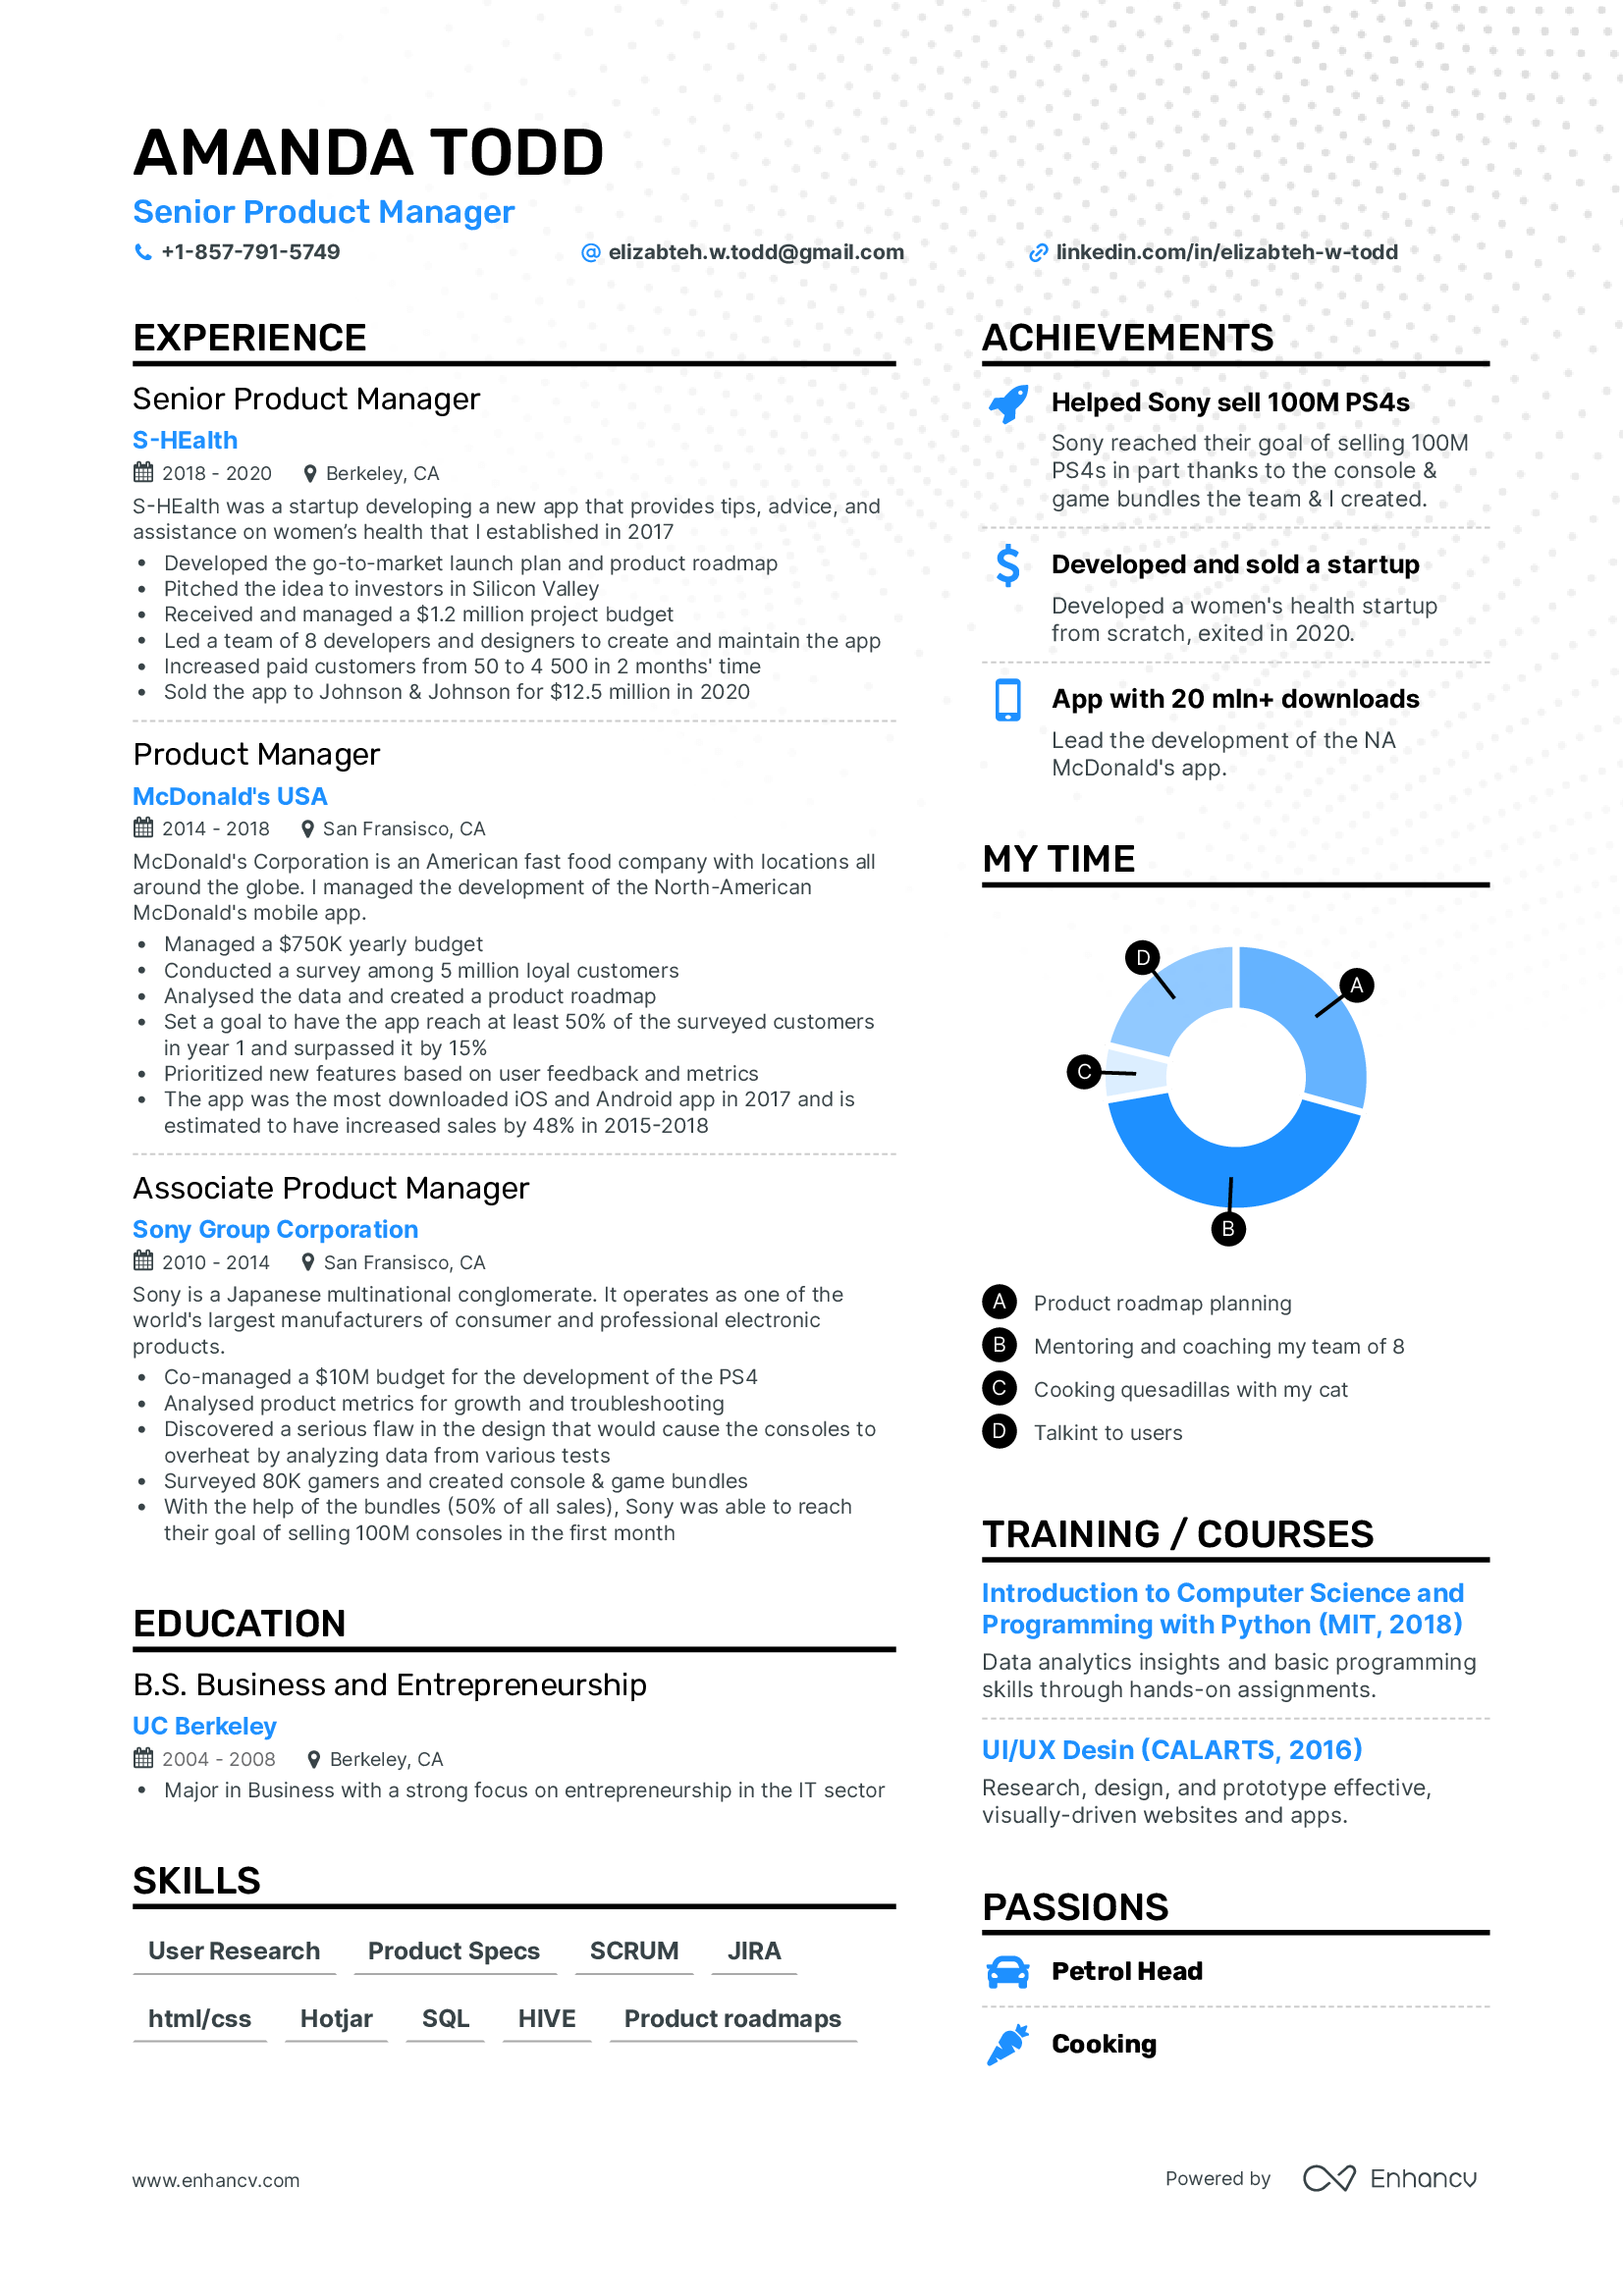 AMANDA TODD
Senior Product Manager
+1-857-791-5749
elizabteh.w.todd@gmail.com
linkedin.com/in/elizabteh-w-todd
EXPERIENCE
Senior Product Manager
S-HEalth
2018 - 2020 Berkeley, CA
S-HEalth was a startup developing a new app that provides tips, advice, and
assistance on women’s health that I established in 2017
• Developed the go-to-market launch plan and product roadmap
• Pitched the idea to investors in Silicon Valley
• Received and managed a $1.2 million project budget
• Led a team of 8 developers and designers to create and maintain the app
• Increased paid customers from 50 to 4 500 in 2 months' time
• Sold the app to Johnson & Johnson for $12.5 million in 2020
Product Manager
McDonald's USA
2014 - 2018 San Fransisco, CA
McDonald's Corporation is an American fast food company with locations all
around the globe. I managed the development of the North-American
McDonald's mobile app.
• Managed a $750K yearly budget
• Conducted a survey among 5 million loyal customers
• Analysed the data and created a product roadmap
• Set a goal to have the app reach at least 50% of the surveyed customers
in year 1 and surpassed it by 15%
• Prioritized new features based on user feedback and metrics
• The app was the most downloaded iOS and Android app in 2017 and is
estimated to have increased sales by 48% in 2015-2018
Associate Product Manager
Sony Group Corporation
2010 - 2014 San Fransisco, CA
Sony is a Japanese multinational conglomerate. It operates as one of the
world's largest manufacturers of consumer and professional electronic
products.
• Co-managed a $10M budget for the development of the PS4
• Analysed product metrics for growth and troubleshooting
• Discovered a serious flaw in the design that would cause the consoles to
overheat by analyzing data from various tests
• Surveyed 80K gamers and created console & game bundles
• With the help of the bundles (50% of all sales), Sony was able to reach
their goal of selling 100M consoles in the first month
EDUCATION
B.S. Business and Entrepreneurship
UC Berkeley
2004 - 2008 Berkeley, CA
• Major in Business with a strong focus on entrepreneurship in the IT sector
SKILLS
User Research Product Specs SCRUM JIRA
html/css Hotjar SQL HIVE Product roadmaps
ACHIEVEMENTS
Helped Sony sell 100M PS4s
Sony reached their goal of selling 100M
PS4s in part thanks to the console &
game bundles the team & I created.
Developed and sold a startup
Developed a women's health startup
from scratch, exited in 2020.
App with 20 mln+ downloads
Lead the development of the NA
McDonald's app.
MY TIME
D
A
C
B
A Product roadmap planning
B Mentoring and coaching my team of 8
C Cooking quesadillas with my cat
D Talkint to users
TRAINING / COURSES
Introduction to Computer Science and
Programming with Python (MIT, 2018)
Data analytics insights and basic programming
skills through hands-on assignments.
UI/UX Desin (CALARTS, 2016)
Research, design, and prototype effective,
visually-driven websites and apps.
PASSIONS
Petrol Head
Cooking
www.enhancv.com
Powered by Enhancv